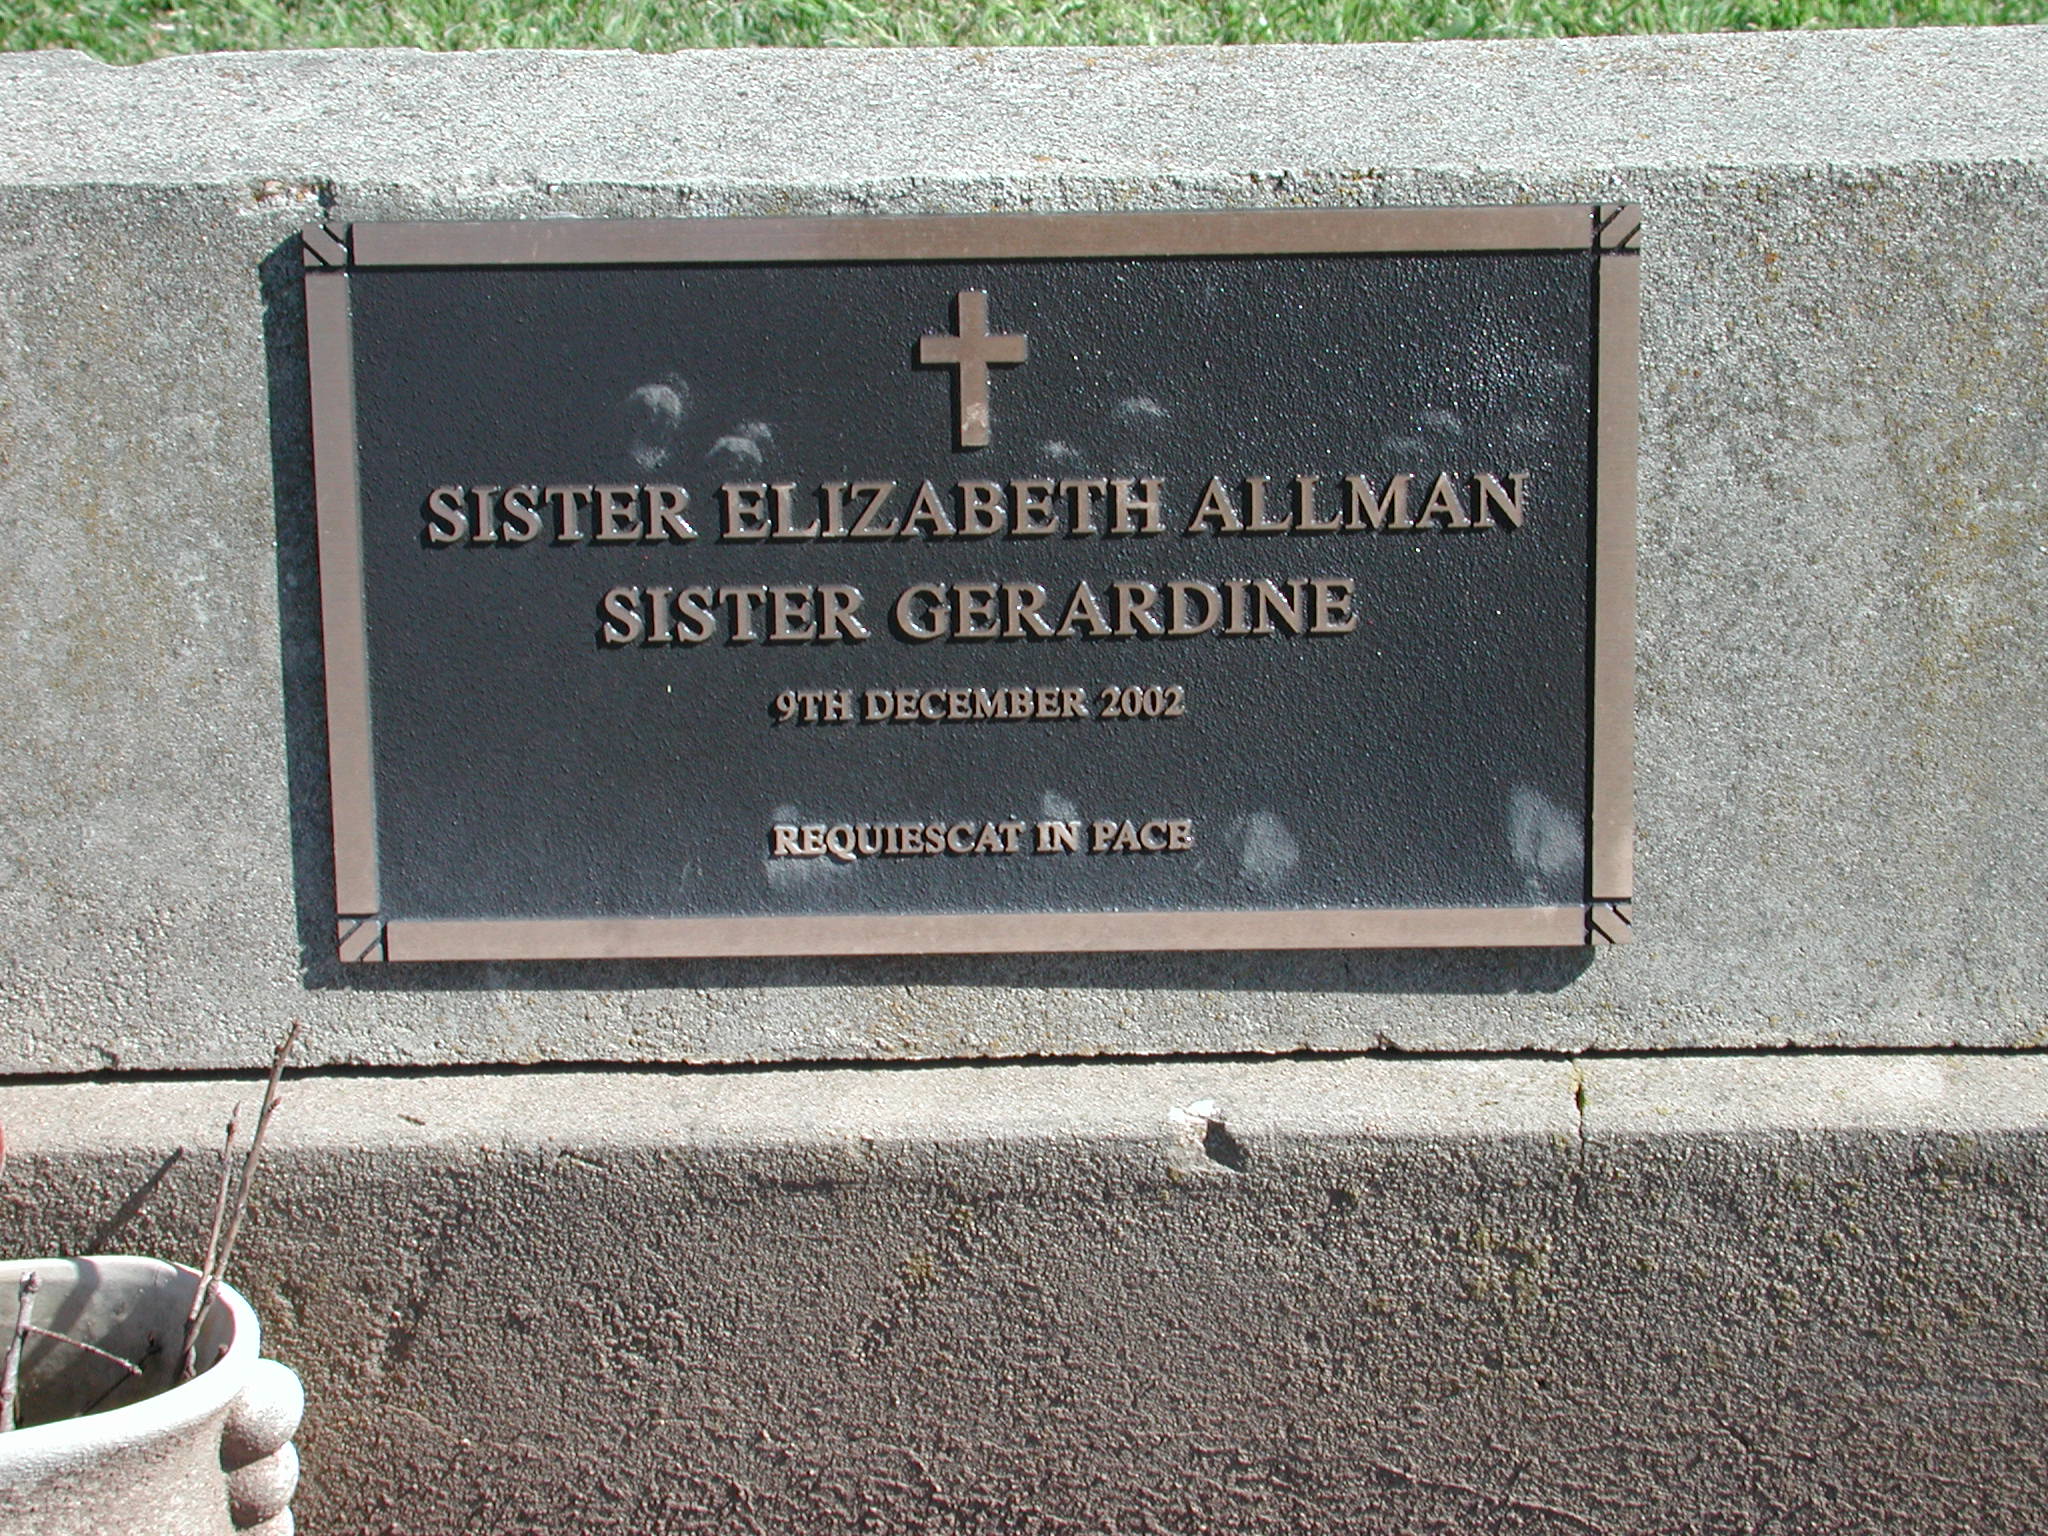 SISTER ELIZABETH ALLMAN
SISTER GERARDINE
9TH DECEMBER 2002
REQUIESCAT IN PACE